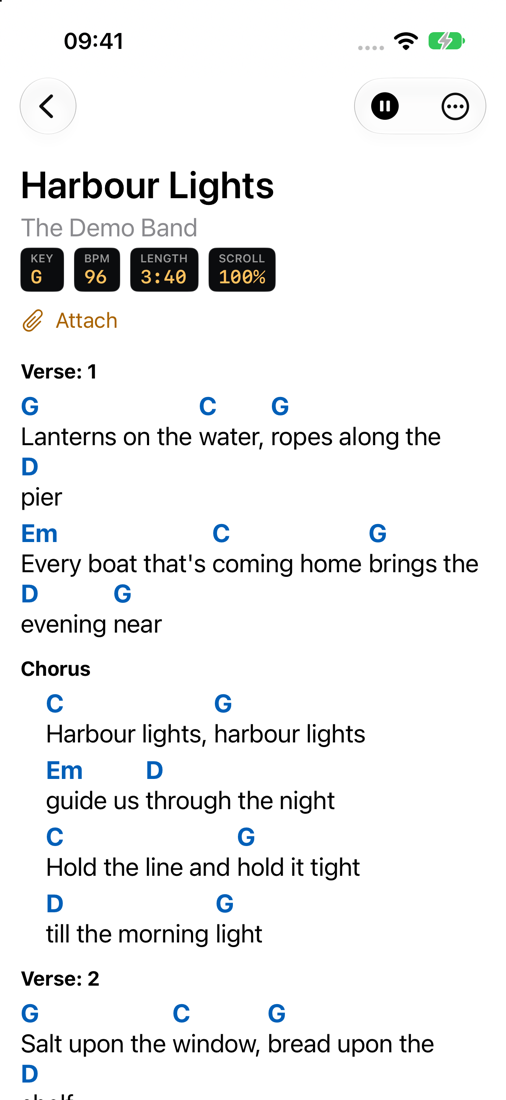 09:41
Harbour Lights
The Demo Band
KEY BPM LENGTH SCROLL
G 96 3:40 100%
Attach
Verse: 1
G C G
Lanterns on the water, ropes along the
D
pier
Em C G
Every boat that's coming home brings the
D G
evening near
Chorus
C G
Harbour lights, harbour lights
Em D
guide us through the night
C G
Hold the line and hold it tight
D G
till the morning light
Verse: 2
G C G
Salt upon the window, bread upon the
D